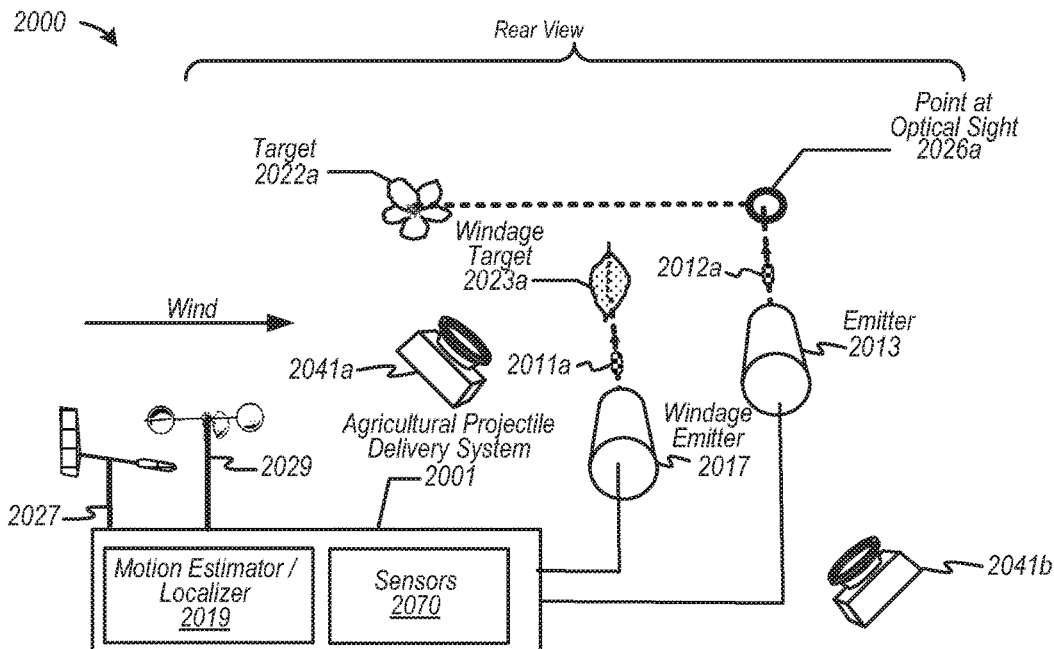 2000
Rear View
Point at
Optical Sight
2026a
Target
2022a
Windage
Target
2023a
2012a
Wind
Emitter
2013
2041a
2011a
Agricultural Projectile
Delivery System
2001
Windage
Emitter
2017
2029
2027
Motion Estimator /
Localizer
2019
Sensors
2070
2041b